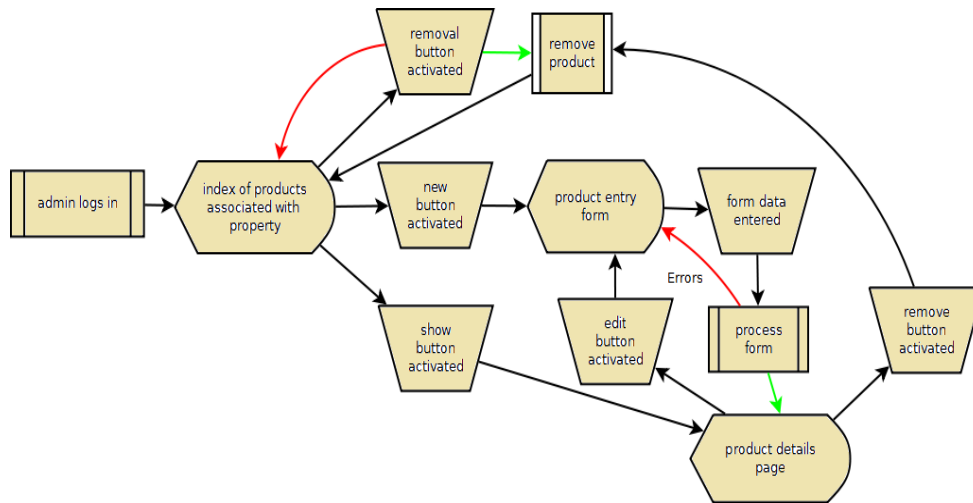 removal
button
activated
remove
product
admin logs in
index of products
associated with
property
new
button
activated
product entry
form
form data
entered
Errors
show
button
activated
edit
button
activated
process
form
remove
button
activated
product details
page